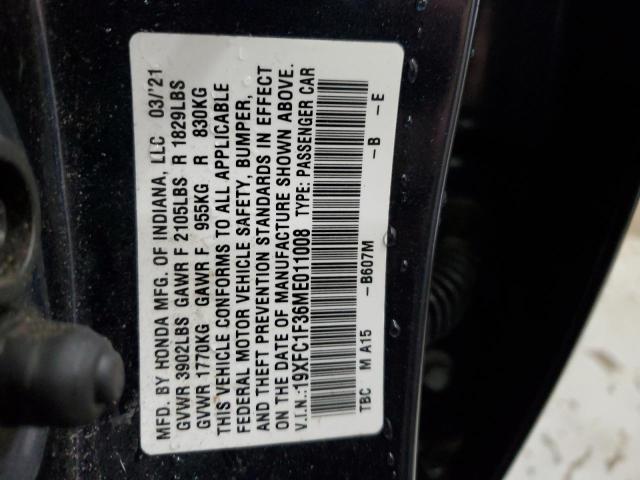 MFD. BY HONDA MFG. OF INDIANA, LLC 03/'21
GVWR 3902LBS GAWR F 2105LBS R 1829LBS
GVWR 1770KG GAWR F 955KG R 830KG
THIS VEHICLE CONFORMS TO ALL APPLICABLE
FEDERAL MOTOR VEHICLE SAFETY, BUMPER,
AND THEFT PREVENTION STANDARDS IN EFFECT
ON THE DATE OF MANUFACTURE SHOWN ABOVE.
V.I.N.:19XFC1F36ME011008 TYPE: PASSENGER CAR
TBC M A15 -B607M -B -E